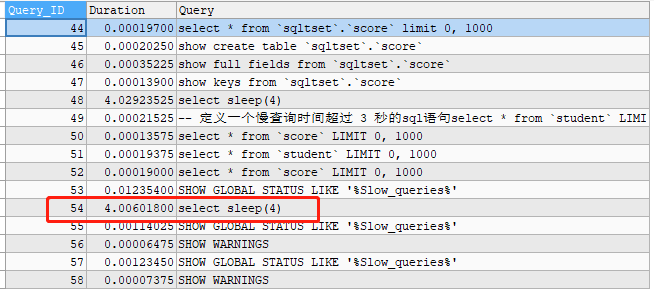 Query_ID Duration Query
44 0.00019700 select * from `sqltset`.`score` limit 0, 1000
45 0.00020250 show create table `sqltset`.`score`
46 0.00035225 show full fields from `sqltset`.`score`
47 0.00013900 show keys from `sqltset`.`score`
48 4.02923525 select sleep(4)
49 0.00021525 -- 定义一个慢查询时间超过 3 秒的sql语句select * from `student` LIMI
50 0.00013575 select * from `score` LIMIT 0, 1000
51 0.00019375 select * from `student` LIMIT 0, 1000
52 0.00019000 select * from `score` LIMIT 0, 1000
53 0.01235400 SHOW GLOBAL STATUS LIKE '%Slow_queries%'
54 4.00601800 select sleep(4)
55 0.00114025 SHOW GLOBAL STATUS LIKE '%Slow_queries%'
56 0.00006475 SHOW WARNINGS
57 0.00123450 SHOW GLOBAL STATUS LIKE '%Slow_queries%'
58 0.00007375 SHOW WARNINGS